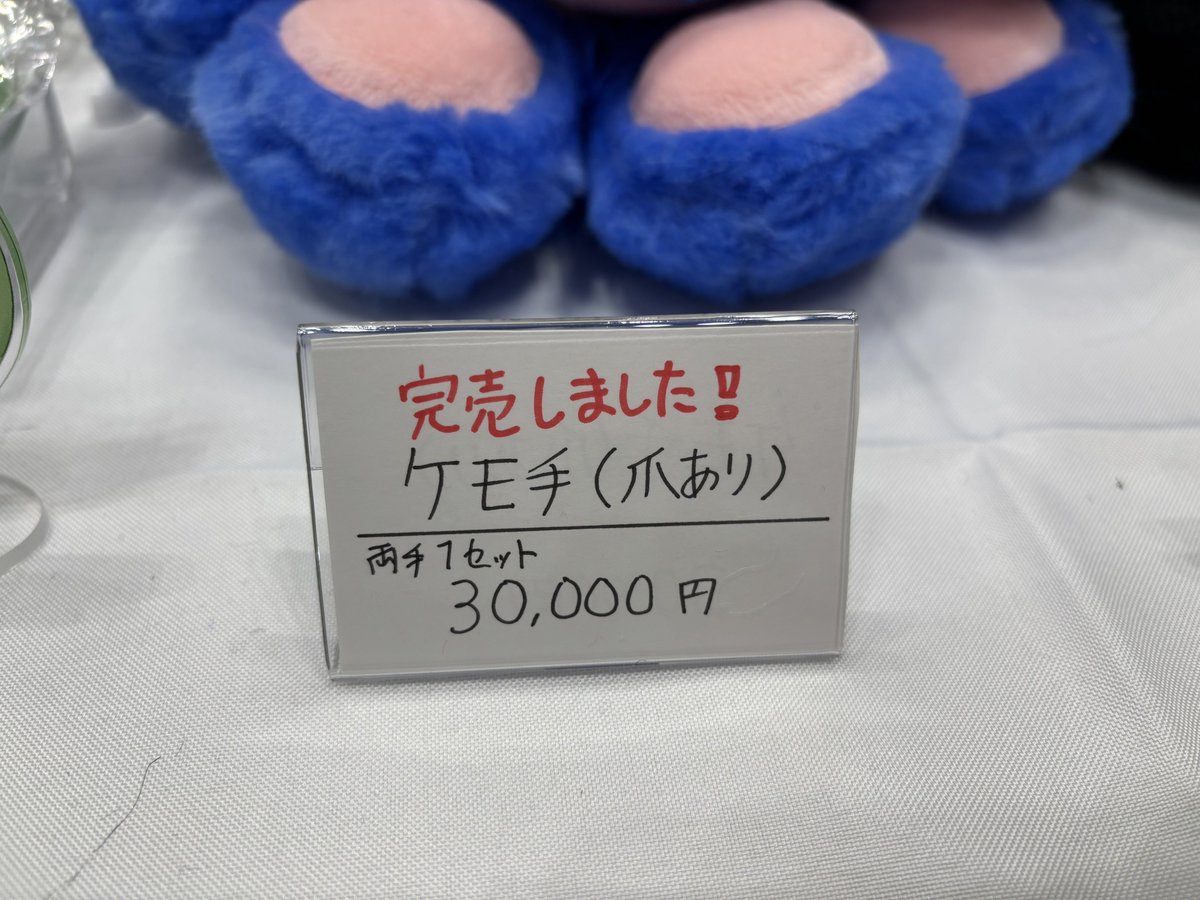 完売しました!!
ケモ手(爪あり)
両手1セット
30,000円